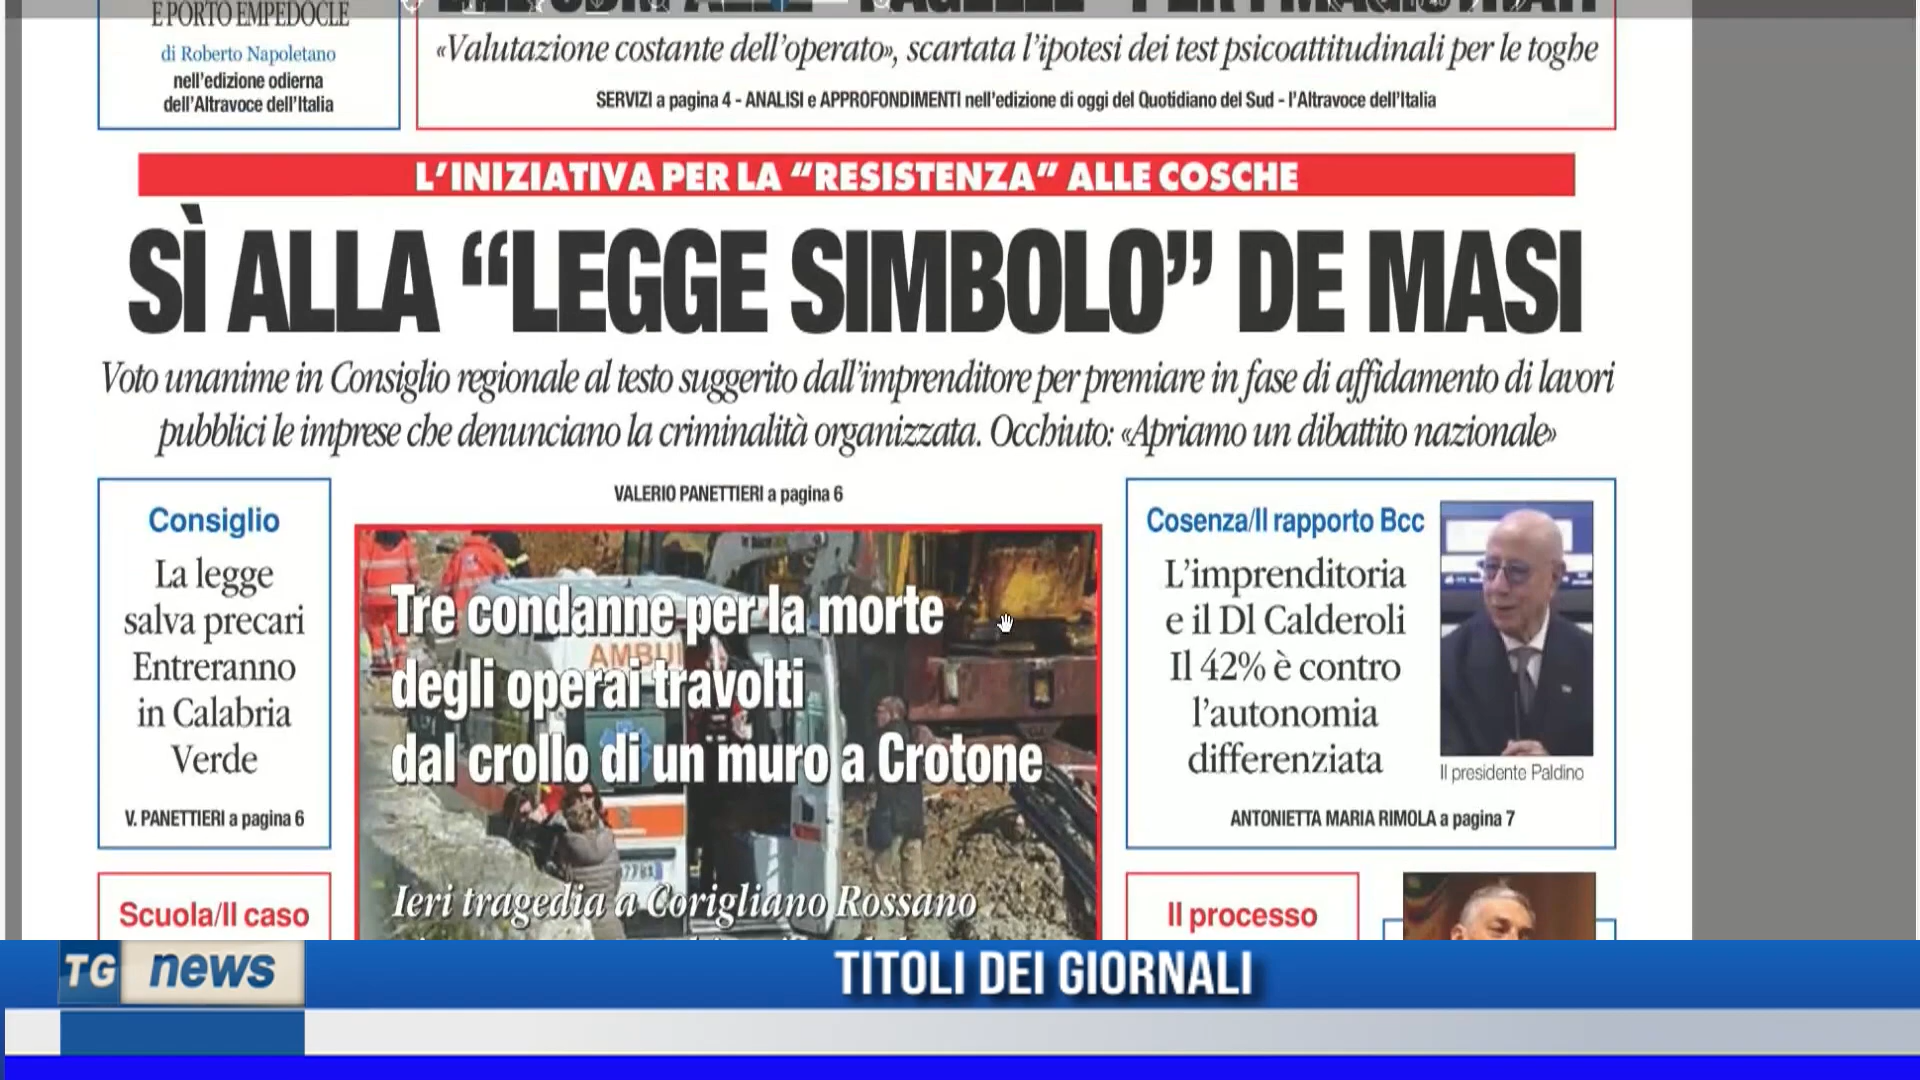 E PORTO EMPEDOCLE
di Roberto Napoletano
nell'edizione odierna
dell'Altravoce dell'Italia
«Valutazione costante dell'operato», scartata l'ipotesi dei test psicoattitudinali per le toghe
SERVIZI a pagina 4 - ANALISI e APPROFONDIMENTI nell'edizione di oggi del Quotidiano del Sud - l'Altravoce dell'Italia
L'INIZIATIVA PER LA “RESISTENZA” ALLE COSCHE
SÌ ALLA “LEGGE SIMBOLO” DE MASI
Voto unanime in Consiglio regionale al testo suggerito dall'imprenditore per premiare in fase di affidamento di lavori
pubblici le imprese che denunciano la criminalità organizzata. Occhiuto: «Apriamo un dibattito nazionale»
VALERIO PANETTIERI a pagina 6
Consiglio
La legge
salva precari
Entreranno
in Calabria
Verde
V. PANETTIERI a pagina 6
Scuola/Il caso
Tre condanne per la morte
degli operai travolti
dal crollo di un muro a Crotone
Ieri tragedia a Corigliano Rossano
Cosenza/Il rapporto Bcc
L'imprenditoria
e il Dl Calderoli
Il 42% è contro
l'autonomia
differenziata
Il presidente Paldino
ANTONIETTA MARIA RIMOLA a pagina 7
Il processo
TG news
TITOLI DEI GIORNALI